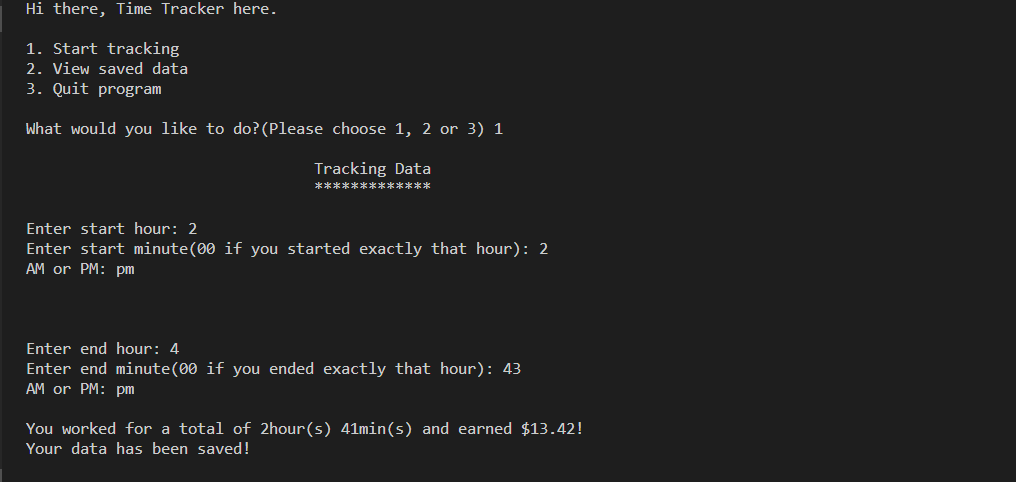 Hi there, Time Tracker here.
1. Start tracking
2. View saved data
3. Quit program
What would you like to do?(Please choose 1, 2 or 3) 1
Tracking Data
*************
Enter start hour: 2
Enter start minute(00 if you started exactly that hour): 2
AM or PM: pm
Enter end hour: 4
Enter end minute(00 if you ended exactly that hour): 43
AM or PM: pm
You worked for a total of 2hour(s) 41min(s) and earned $13.42!
Your data has been saved!